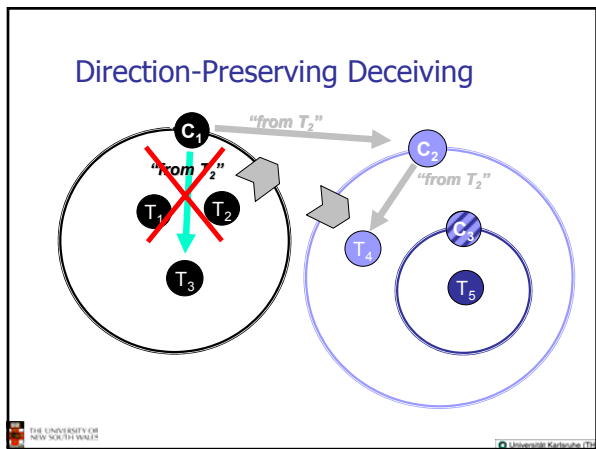 Direction-Preserving Deceiving
C1
"from T2"
C2
"from T2"
"from T2"
T1
T2
C3
T4
T3
T5
THE UNIVERSITY OF
NEW SOUTH WALES
Universität Karlsruhe (TH